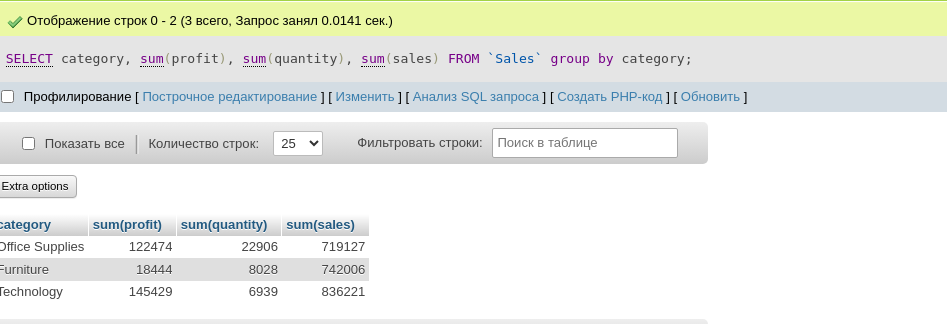 Отображение строк 0 - 2 (3 всего, Запрос занял 0.0141 сек.)
SELECT category, sum(profit), sum(quantity), sum(sales) FROM `Sales` group by category;
Профилирование [ Построчное редактирование ] [ Изменить ] [ Анализ SQL запроса ] [ Создать PHP-код ] [ Обновить ]
Показать все Количество строк: 25 Фильтровать строки: Поиск в таблице
Extra options
category sum(profit) sum(quantity) sum(sales)
Office Supplies 122474 22906 719127
Furniture 18444 8028 742006
Technology 145429 6939 836221